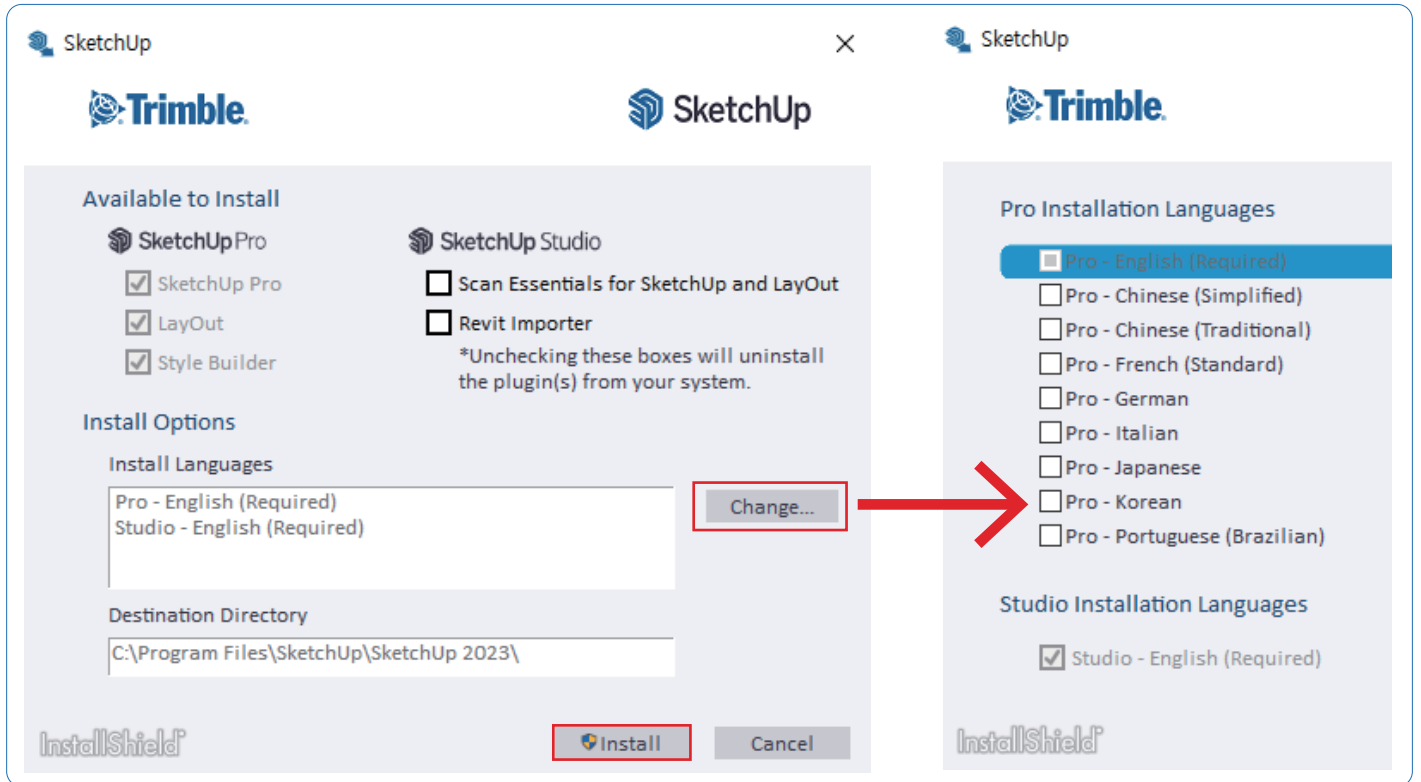 SketchUp
Trimble.
SketchUp
Available to Install
SketchUp Pro
SketchUp Studio
SketchUp Pro
LayOut
Style Builder
Scan Essentials for SketchUp and LayOut
Revit Importer
*Unchecking these boxes will uninstall
the plugin(s) from your system.
Install Options
Install Languages
Pro - English (Required)
Studio - English (Required)
Change...
Destination Directory
C:\Program Files\SketchUp\SketchUp 2023\
InstallShield
Install
Cancel
SketchUp
Trimble.
Pro Installation Languages
Pro - English (Required)
Pro - Chinese (Simplified)
Pro - Chinese (Traditional)
Pro - French (Standard)
Pro - German
Pro - Italian
Pro - Japanese
Pro - Korean
Pro - Portuguese (Brazilian)
Studio Installation Languages
Studio - English (Required)
InstallShield